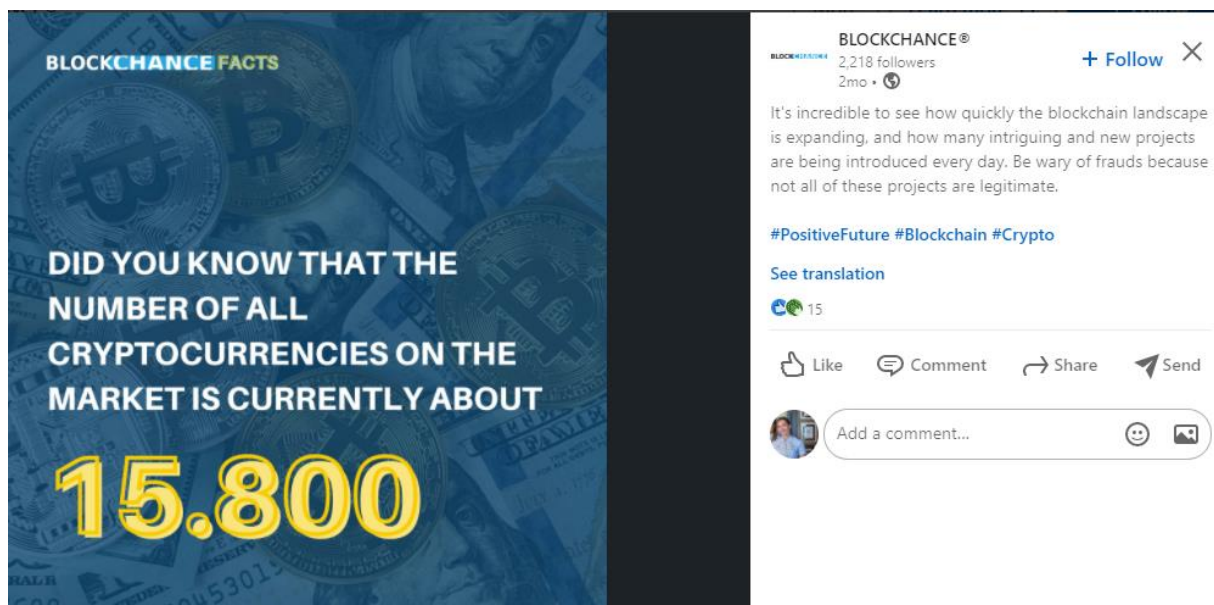 BLOCKCHANCE FACTS
DID YOU KNOW THAT THE
NUMBER OF ALL
CRYPTOCURRENCIES ON THE
MARKET IS CURRENTLY ABOUT
15.800
BLOCKCHANCE
BLOCKCHANCE®
2,218 followers
2mo •
+ Follow
It's incredible to see how quickly the blockchain landscape
is expanding, and how many intriguing and new projects
are being introduced every day. Be wary of frauds because
not all of these projects are legitimate.
#PositiveFuture #Blockchain #Crypto
See translation
15
Like Comment Share Send
Add a comment...